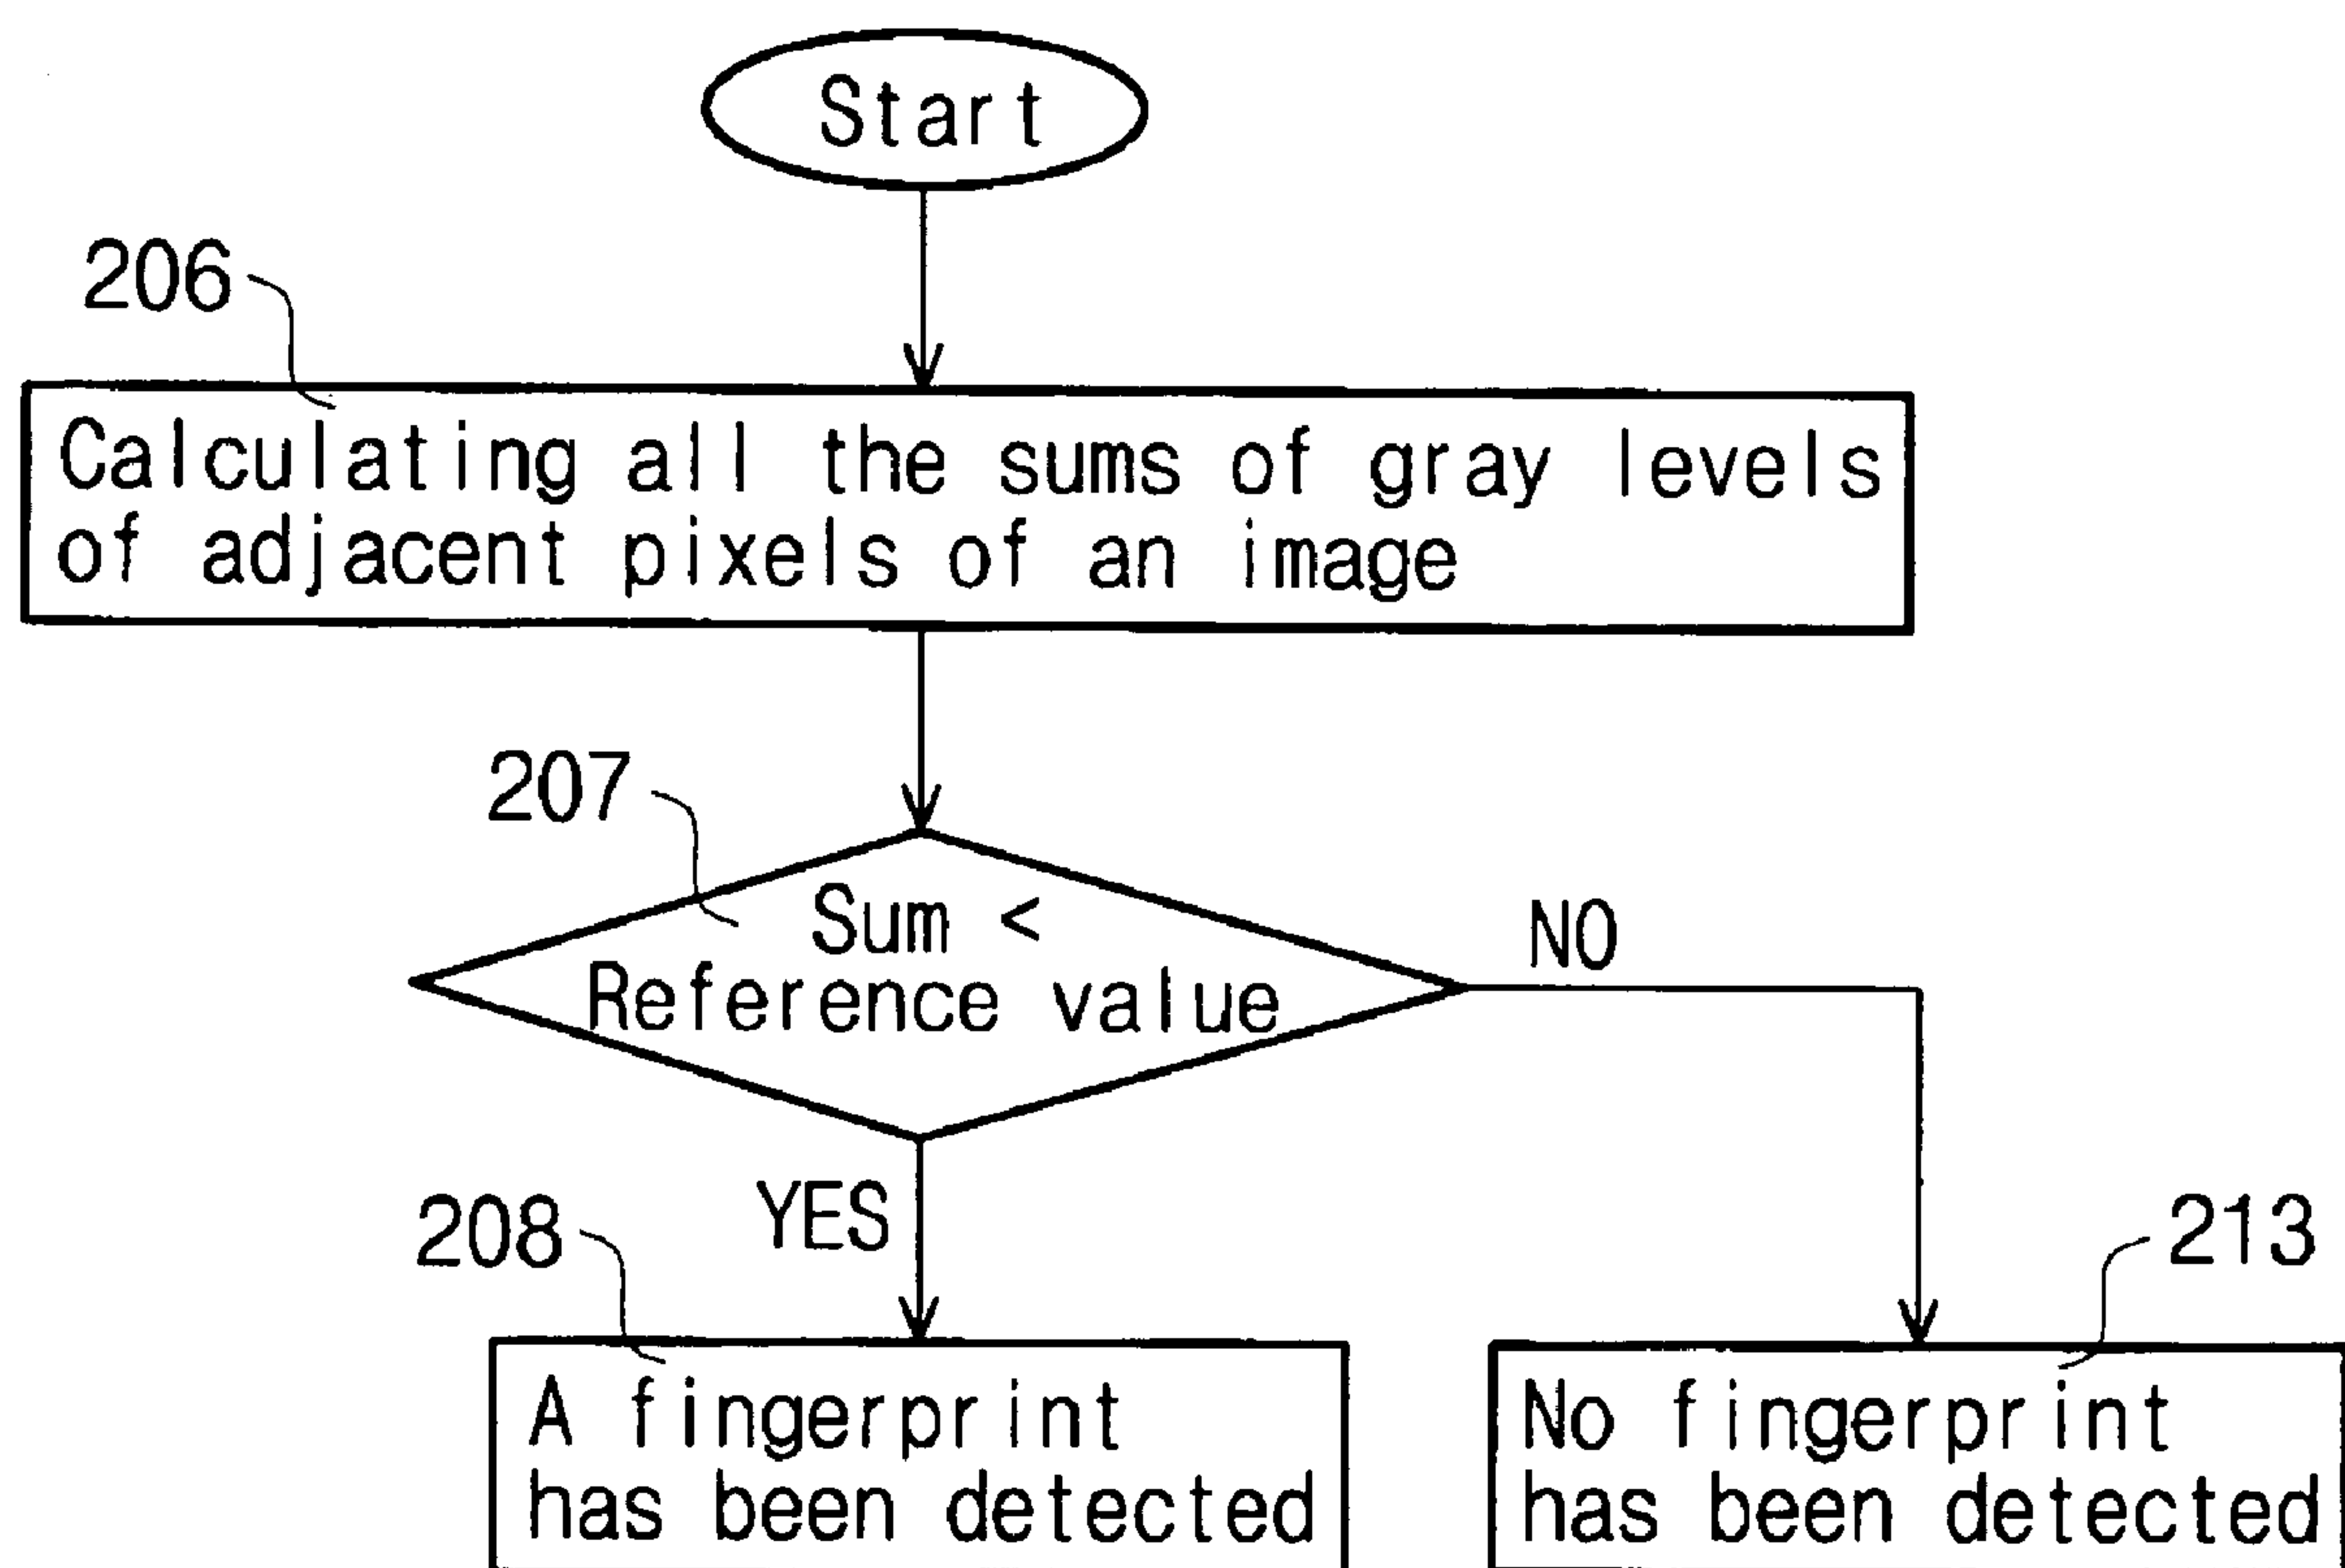 Start
206
Calculating all the sums of gray levels
of adjacent pixels of an image
207
Sum <
Reference value
NO
YES
208
213
A fingerprint
has been detected
No fingerprint
has been detected